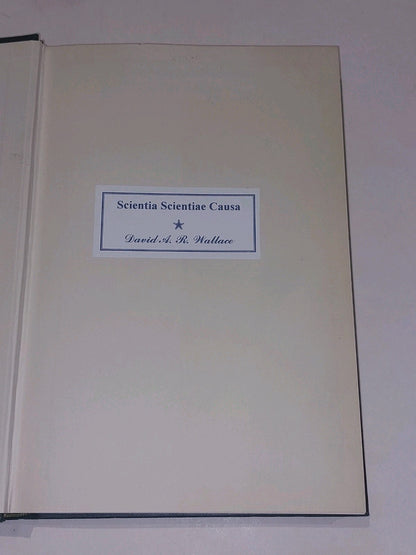 Scientia Scientiae Causa
David A. R. Wallace